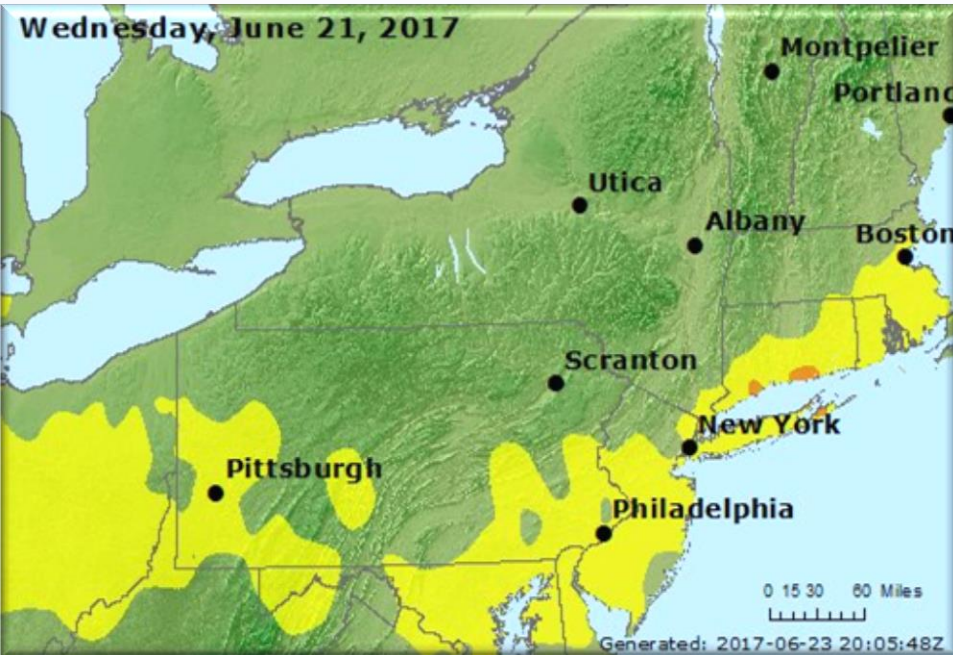 Wednesday, June 21, 2017
Montpelier
Portland
Utica
Albany
Boston
Scranton
New York
Pittsburgh
Philadelphia
0 15 30 60 Miles
Generated: 2017-06-23 20:05:48Z